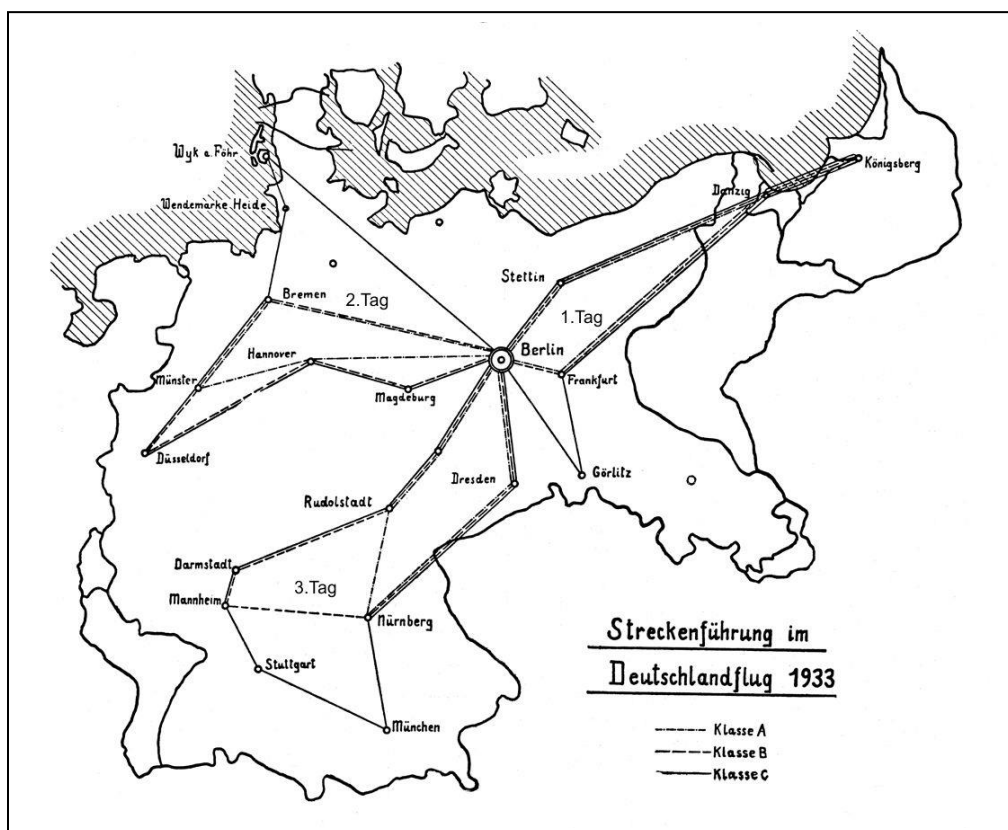 Wyk a. Föhr
Königsberg
Danzig
Wendemarke Heide
Stettin
Bremen
2.Tag
1.Tag
Hannover
Berlin
Münster
Frankfurt
Magdeburg
Düsseldorf
Dresden
Görlitz
Rudolstadt
Darmstadt
3.Tag
Mannheim
Nürnberg
Stuttgart
München
Streckenführung im
Deutschlandflug 1933
Klasse A
Klasse B
Klasse C